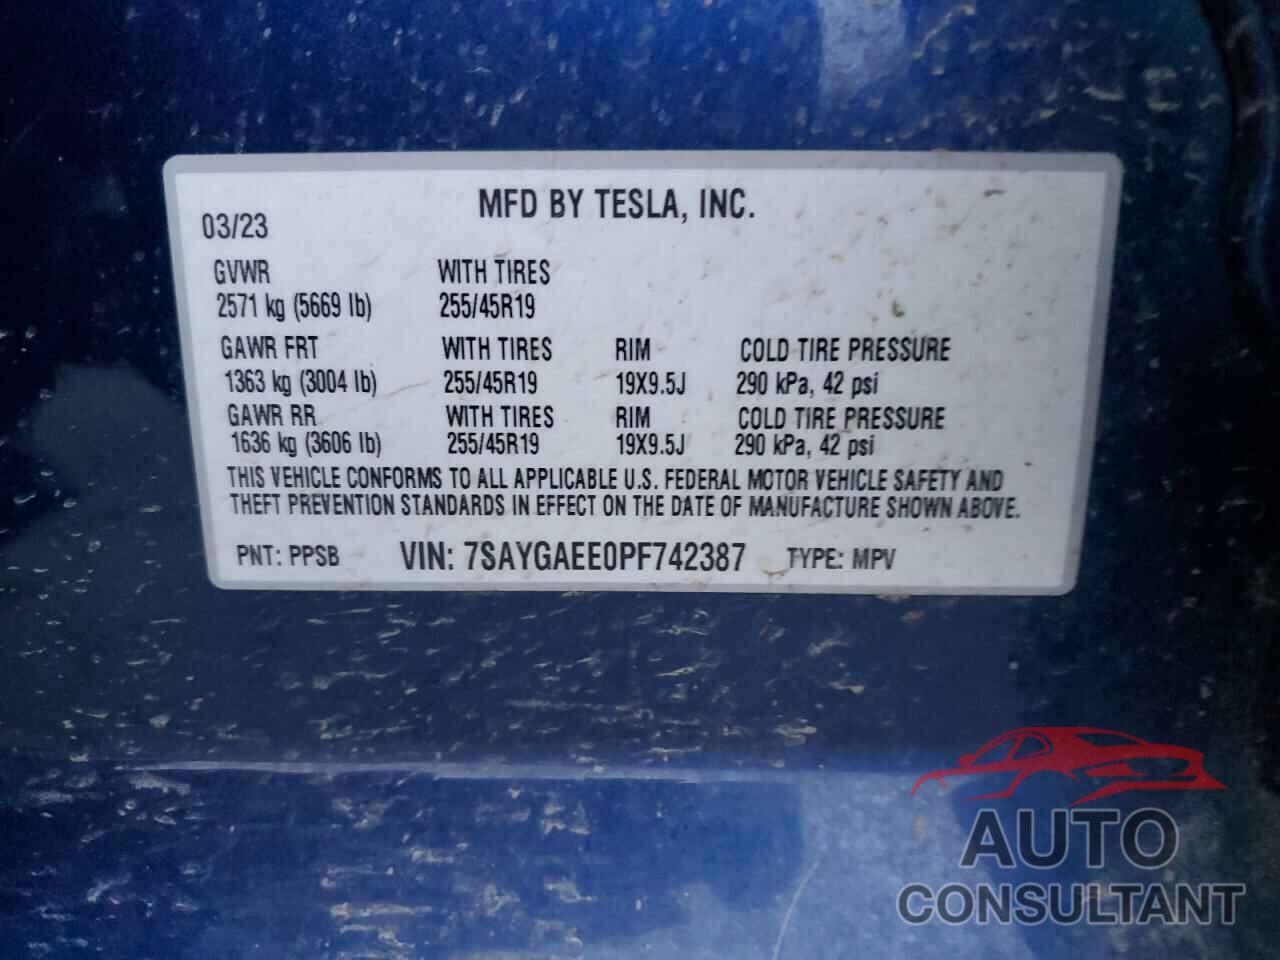 MFD BY TESLA, INC.
03/23
GVWR WITH TIRES
2571 kg (5669 lb) 255/45R19
GAWR FRT WITH TIRES RIM COLD TIRE PRESSURE
1363 kg (3004 lb) 255/45R19 19X9.5J 290 kPa, 42 psi
GAWR RR WITH TIRES RIM COLD TIRE PRESSURE
1636 kg (3606 lb) 255/45R19 19X9.5J 290 kPa, 42 psi
THIS VEHICLE CONFORMS TO ALL APPLICABLE U.S. FEDERAL MOTOR VEHICLE SAFETY AND
THEFT PREVENTION STANDARDS IN EFFECT ON THE DATE OF MANUFACTURE SHOWN ABOVE.
PNT: PPSB VIN: 7SAYGAEE0PF742387 TYPE: MPV
AUTO
CONSULTANT